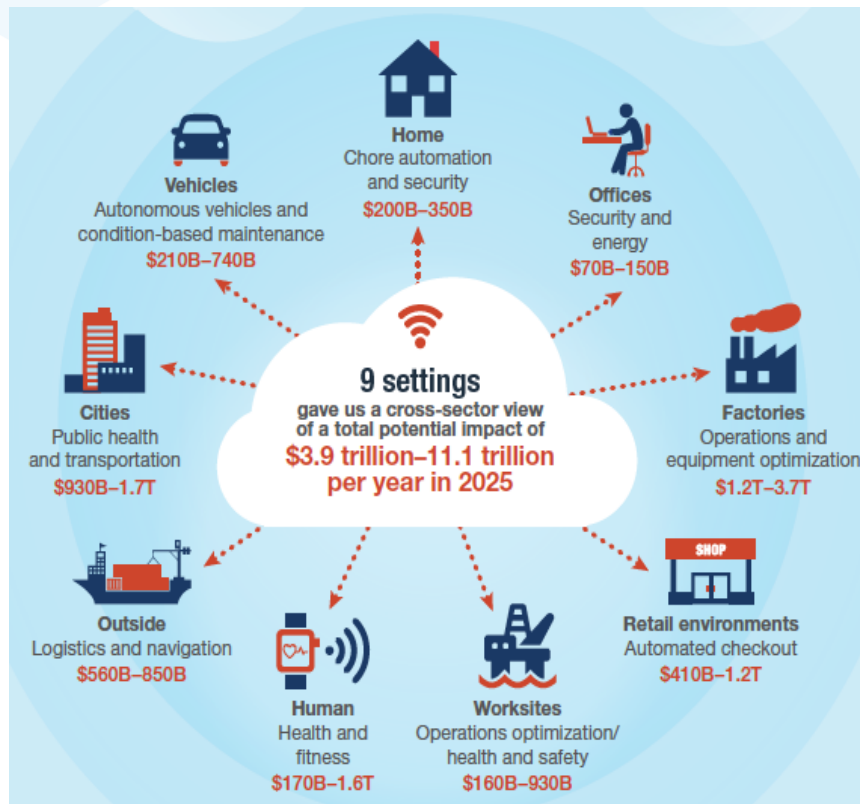 Home
Chore automation
and security
$200B–350B
Offices
Security and
energy
$70B–150B
Vehicles
Autonomous vehicles and
condition-based maintenance
$210B–740B
9 settings
gave us a cross-sector view
of a total potential impact of
$3.9 trillion–11.1 trillion
per year in 2025
Cities
Public health
and transportation
$930B–1.7T
Factories
Operations and
equipment optimization
$1.2T–3.7T
Outside
Logistics and navigation
$560B–850B
SHOP
Retail environments
Automated checkout
$410B–1.2T
Human
Health and
fitness
$170B–1.6T
Worksites
Operations optimization/
health and safety
$160B–930B